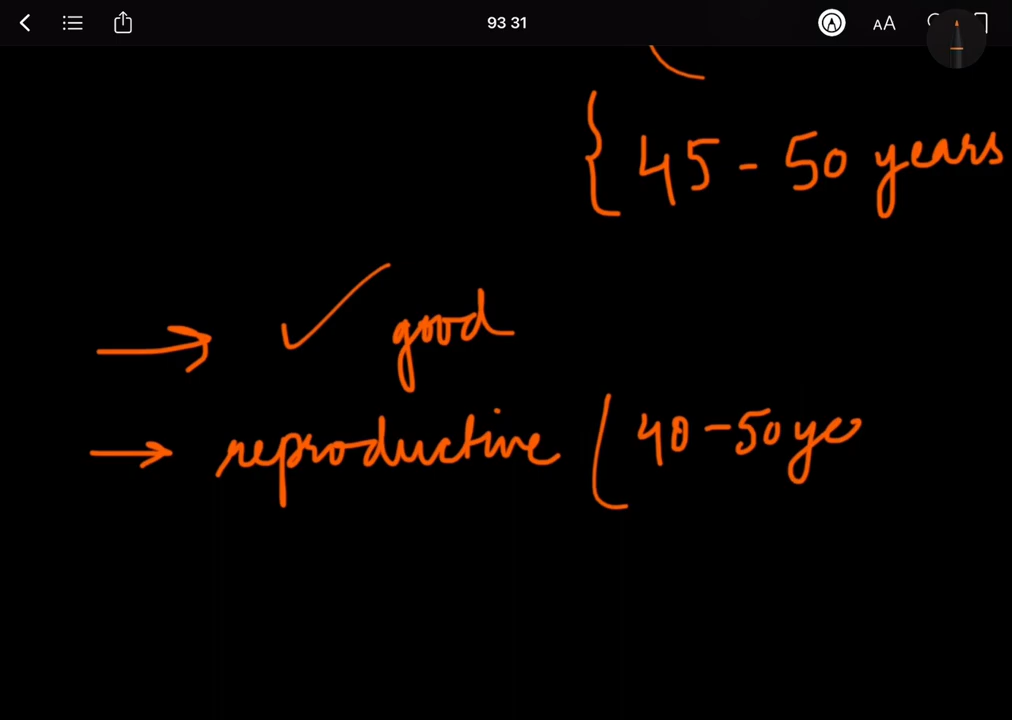 93 31
AA
{ 45 - 50 years
→ ✓ good
→ reproductive ( 40 - 50 ye